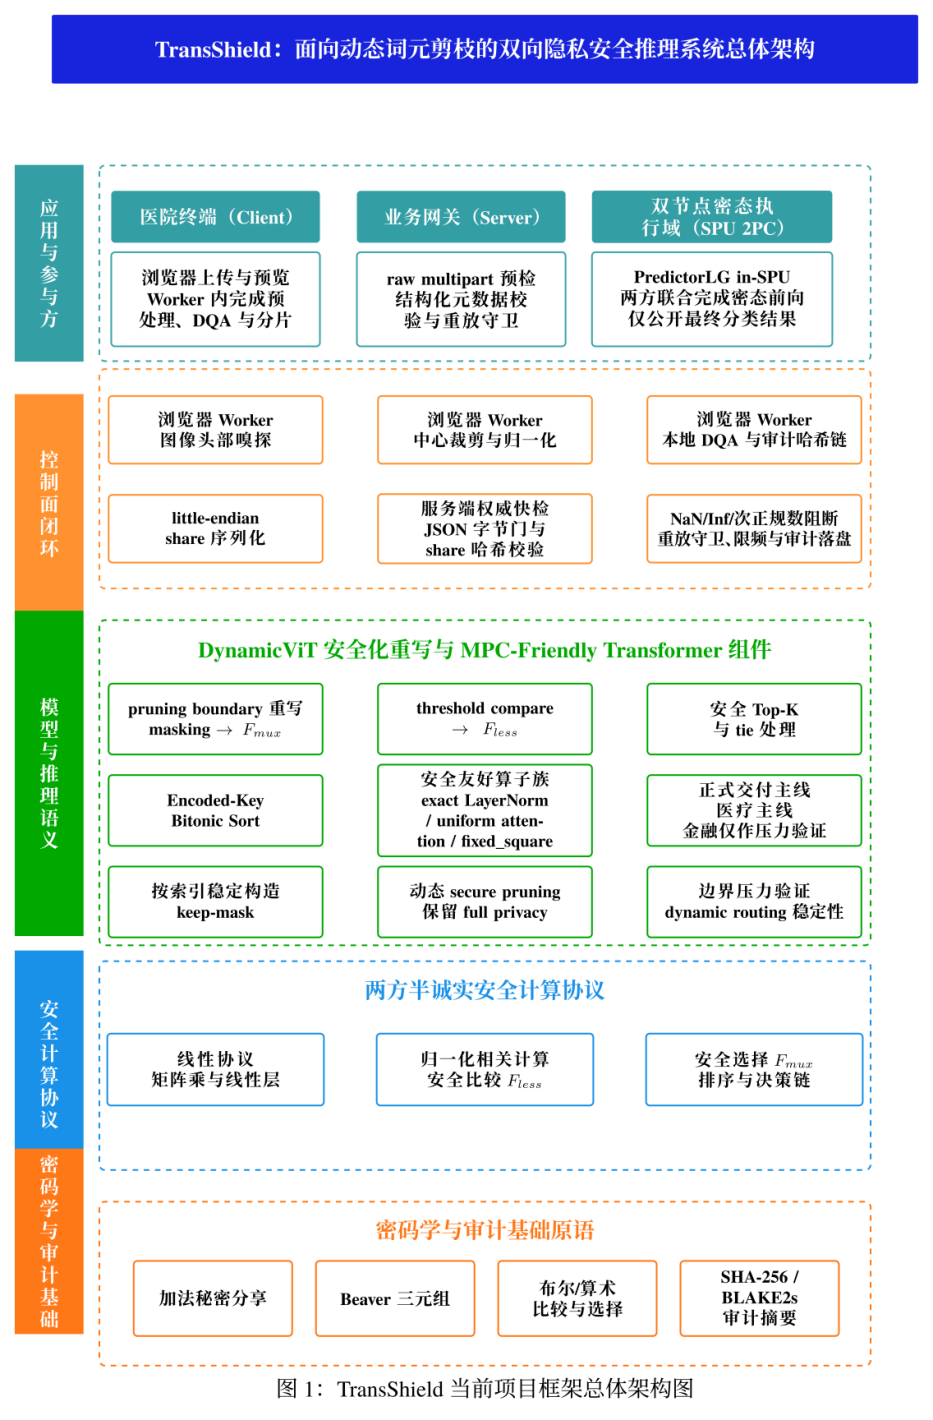 TransShield：面向动态词元剪枝的双向隐私安全推理系统总体架构
应用与参与方
医院终端（Client）
业务网关（Server）
双节点密态执
行域（SPU 2PC）
浏览器上传与预览
Worker 内完成预
处理、DQA 与分片
raw multipart 预检
结构化元数据校
验与重放守卫
PredictorLG in-SPU
两方联合完成密态前向
仅公开最终分类结果
控制面闭环
浏览器 Worker
图像头部嗅探
浏览器 Worker
中心裁剪与归一化
浏览器 Worker
本地 DQA 与审计哈希链
little-endian
share 序列化
服务端权威快检
JSON 字节门与
share 哈希校验
NaN/Inf/次正规数阻断
重放守卫、限频与审计落盘
模型与推理语义
DynamicViT 安全化重写与 MPC-Friendly Transformer 组件
pruning boundary 重写
masking → F_mux
threshold compare
→ F_less
安全 Top-K
与 tie 处理
Encoded-Key
Bitonic Sort
安全友好算子族
exact LayerNorm
/ uniform atten-
tion / fixed_square
正式交付主线
医疗主线
金融仅作压力验证
按索引稳定构造
keep-mask
动态 secure pruning
保留 full privacy
边界压力验证
dynamic routing 稳定性
安全计算协议
两方半诚实安全计算协议
线性协议
矩阵乘与线性层
归一化相关计算
安全比较 F_less
安全选择 F_mux
排序与决策链
密码学与审计基础
密码学与审计基础原语
加法秘密分享
Beaver 三元组
布尔/算术
比较与选择
SHA-256 /
BLAKE2s
审计摘要
图 1：TransShield 当前项目框架总体架构图